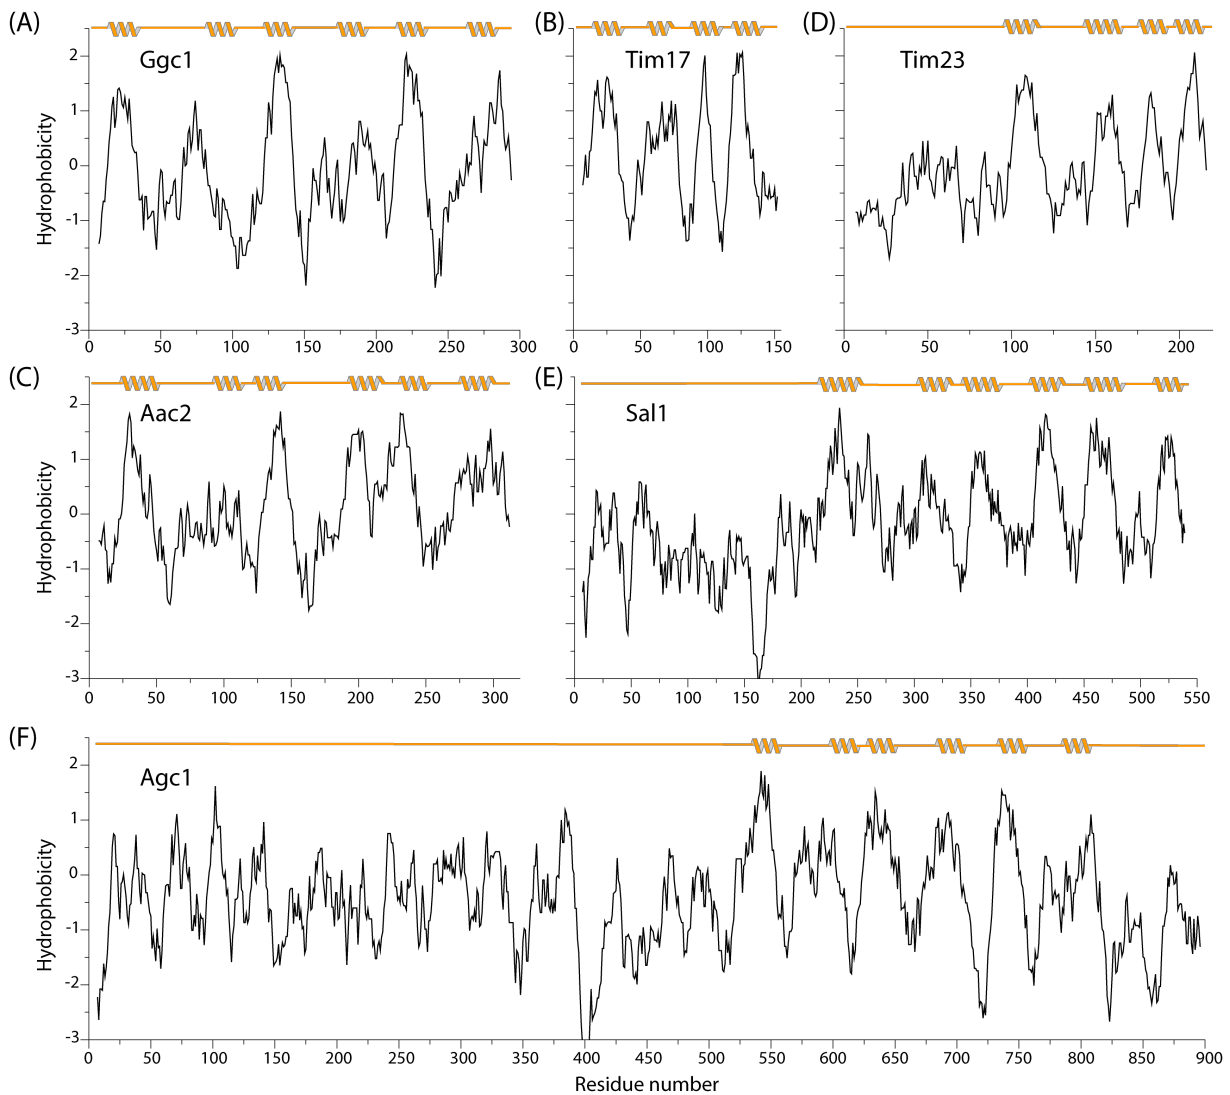 (A)
Ggc1
Hydrophobicity
2
1
0
-1
-2
-3
0 50 100 150 200 250 300
(B)
Tim17
0 50 100 150
(D)
Tim23
0 50 100 150 200
(C)
Aac2
Hydrophobicity
2
1
0
-1
-2
-3
0 50 100 150 200 250 300
(E)
Sal1
0 50 100 150 200 250 300 350 400 450 500 550
(F)
Agc1
Hydrophobicity
2
1
0
-1
-2
-3
0 50 100 150 200 250 300 350 400 450 500 550 600 650 700 750 800 850 900
Residue number